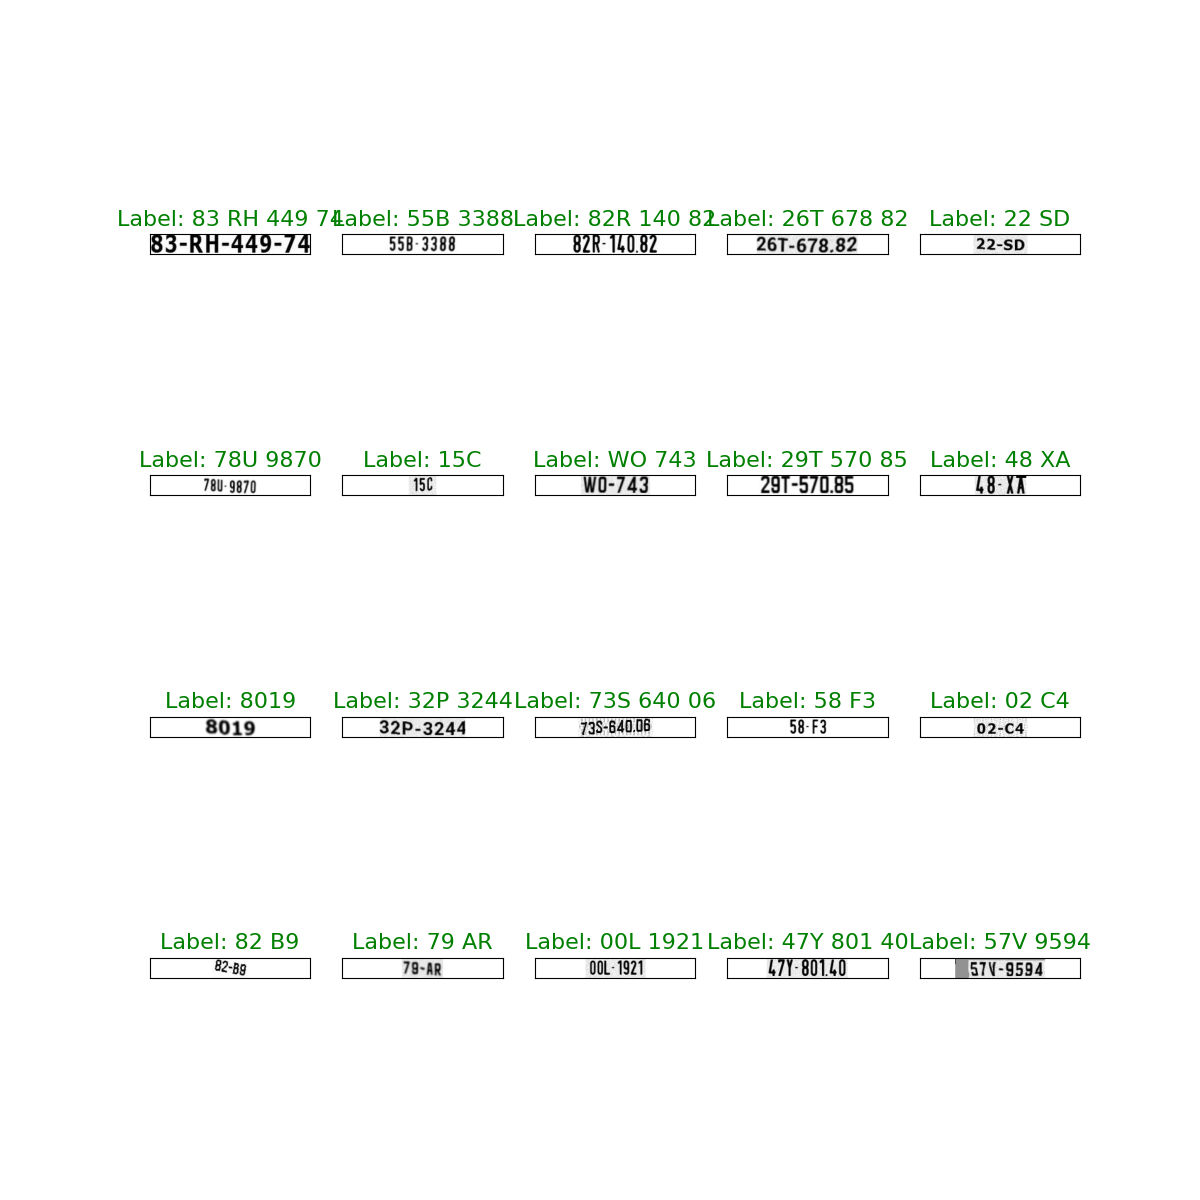 Label: 83 RH 449 74 Label: 55B 3388 Label: 82R 140 82 Label: 26T 678 82 Label: 22 SD
83-RH-449-74 55B-3388 82R-140.82 26T-678.82 22-SD
Label: 78U 9870 Label: 15C Label: WO 743 Label: 29T 570 85 Label: 48 XA
78U-9870 15C WO-743 29T-570.85 48-XA
Label: 8019 Label: 32P 3244 Label: 73S 640 06 Label: 58 F3 Label: 02 C4
8019 32P-3244 73S-640.06 58-F3 02-C4
Label: 82 B9 Label: 79 AR Label: 00L 1921 Label: 47Y 801 40 Label: 57V 9594
82-B9 79-AR 00L-1921 47Y-801.40 57V-9594